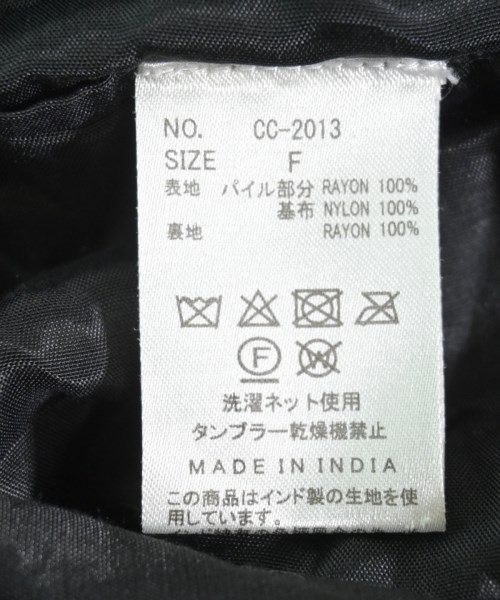 NO. CC-2013
SIZE F
表地 パイル部分 RAYON 100%
基布 NYLON 100%
裏地 RAYON 100%
F W
洗濯ネット使用
タンブラー乾燥機禁止
MADE IN INDIA
この商品はインド製の生地を使
用しています。